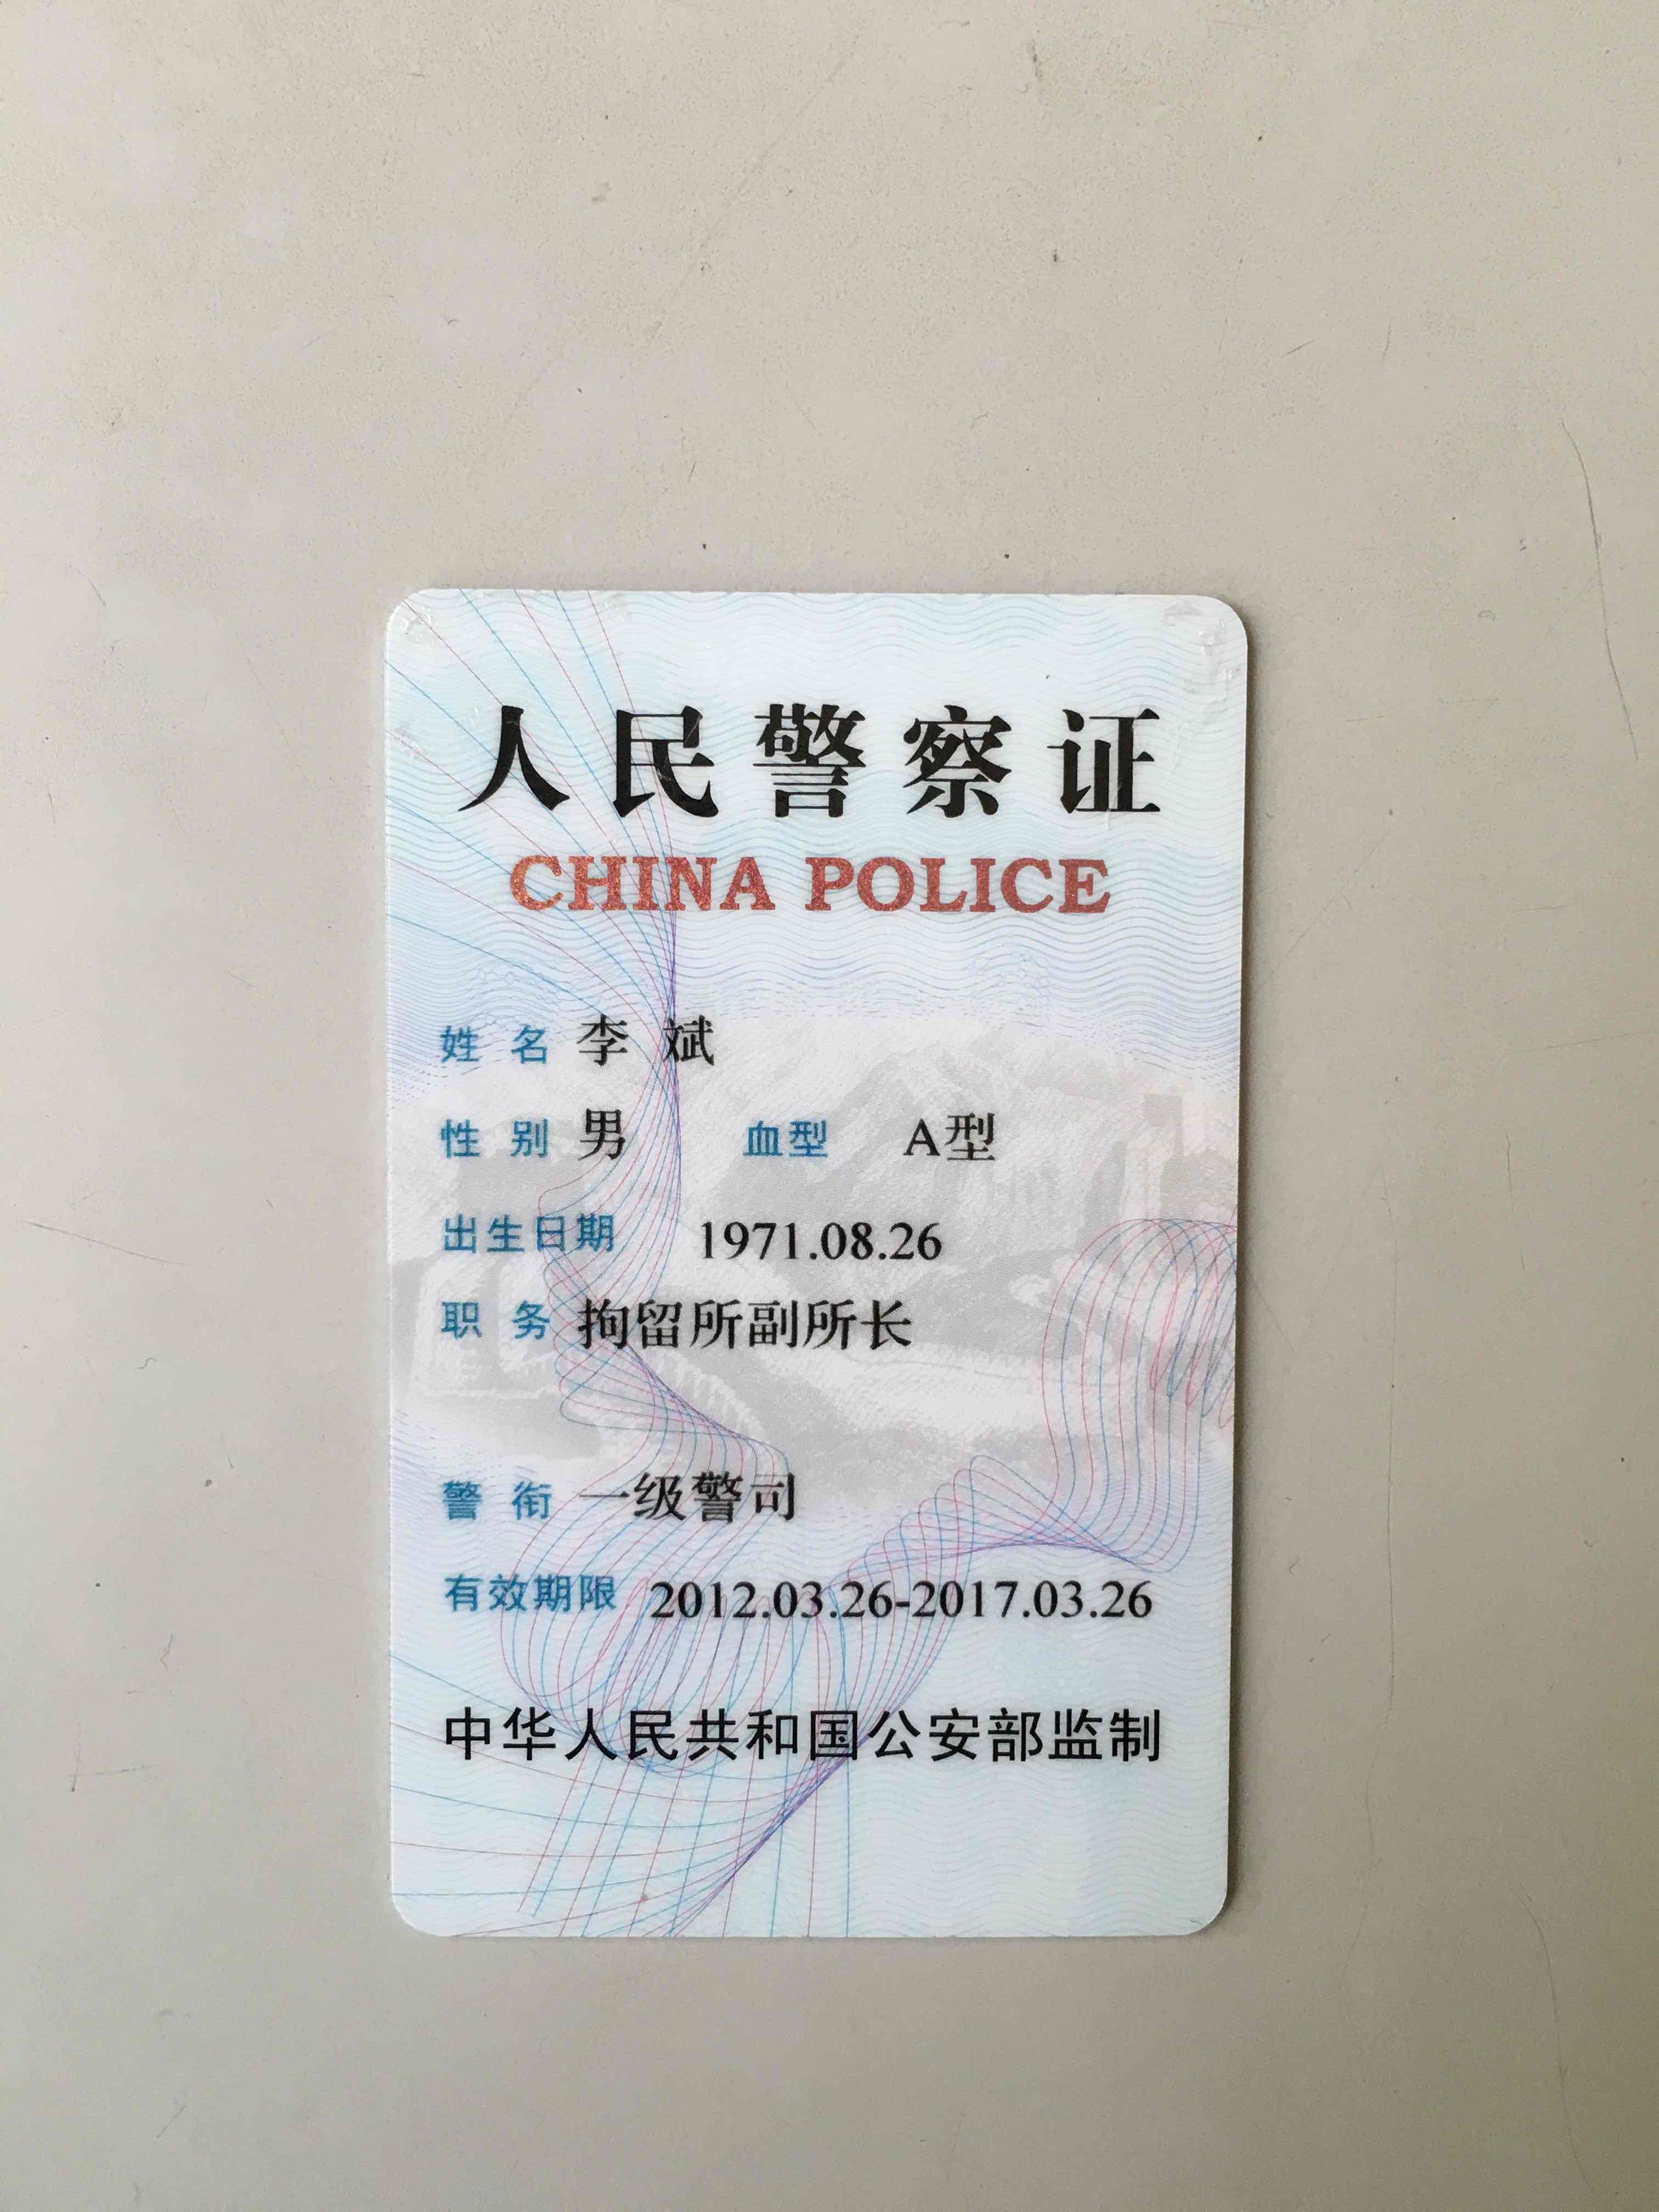 人民警察证
CHINA POLICE
姓 名 李 斌
性 别 男 血型 A型
出生日期 1971.08.26
职 务 拘留所副所长
警 衔 一级警司
有效期限 2012.03.26-2017.03.26
中华人民共和国公安部监制